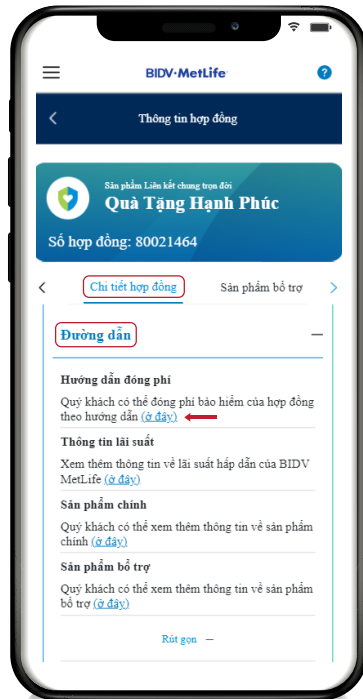 BIDV-MetLife
?
Thông tin hợp đồng
Sản phẩm Liên kết chung trọn đời
Quà Tặng Hạnh Phúc
Số hợp đồng: 80021464
Chi tiết hợp đồng
Sản phẩm bổ trợ
Đường dẫn
Hướng dẫn đóng phí
Quý khách có thể đóng phí bảo hiểm của hợp đồng
theo hướng dẫn (ở đây)
Thông tin lãi suất
Xem thêm thông tin về lãi suất hấp dẫn của BIDV
MetLife (ở đây)
Sản phẩm chính
Quý khách có thể xem thêm thông tin về sản phẩm
chính (ở đây)
Sản phẩm bổ trợ
Quý khách có thể xem thêm thông tin về sản phẩm
bổ trợ (ở đây)
Rút gọn